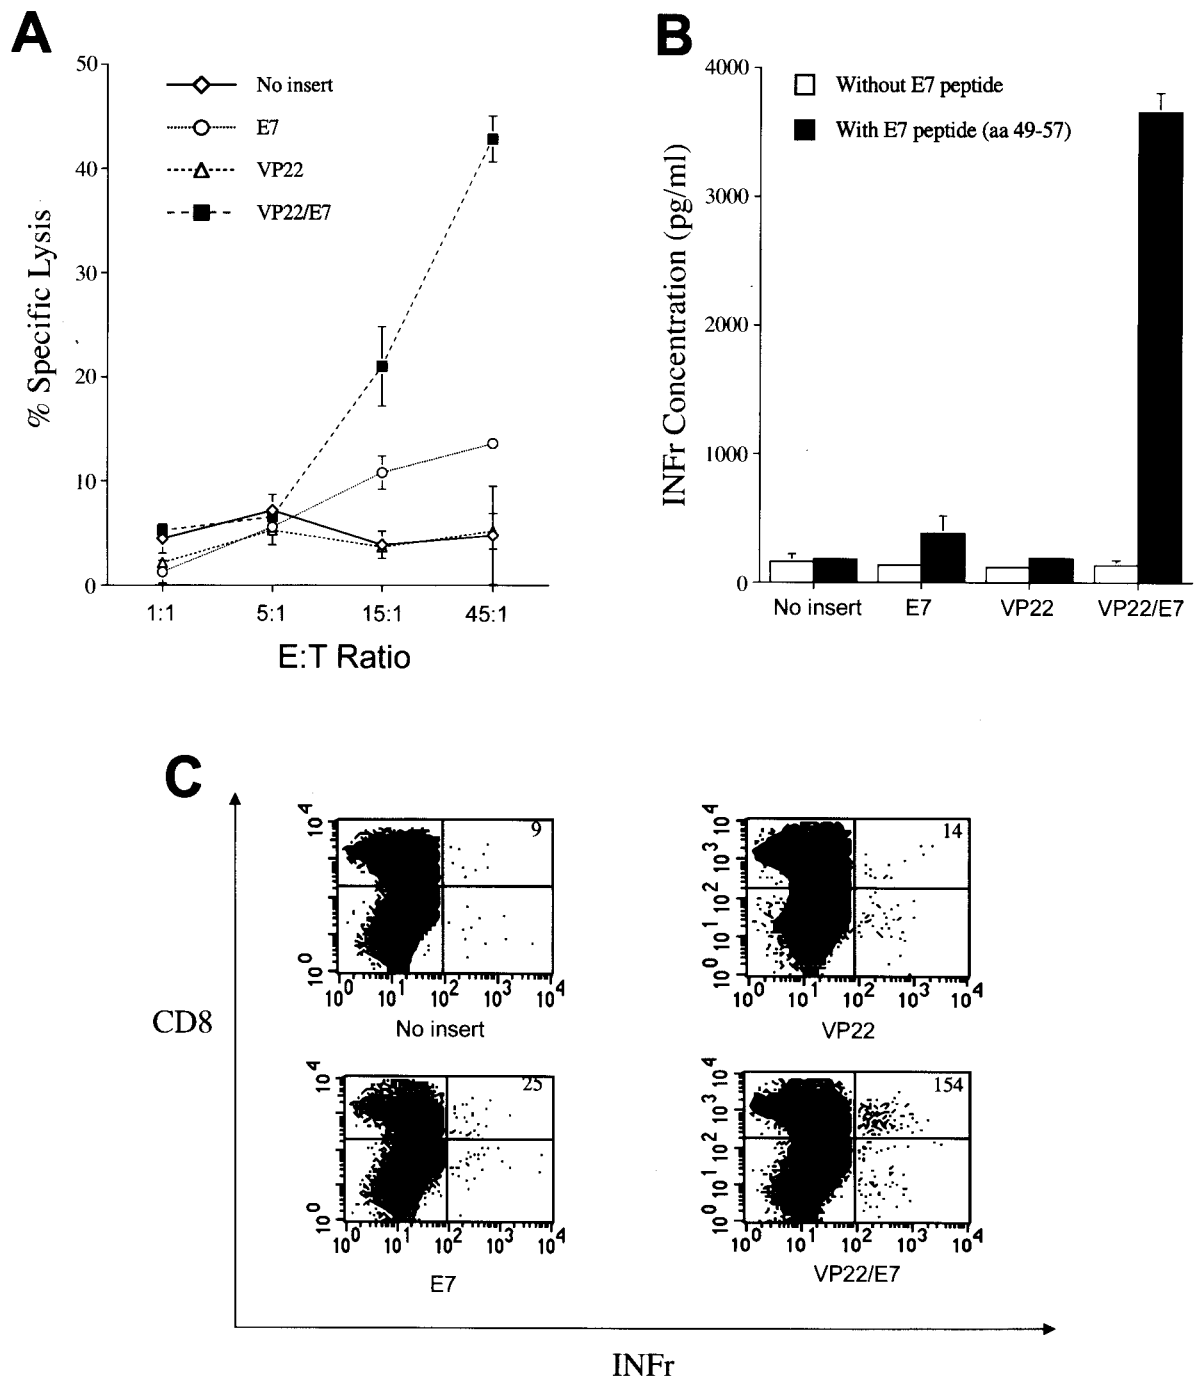 A
50
40
30
20
10
0
% Specific Lysis
No insert
E7
VP22
VP22/E7
1:1
5:1
15:1
45:1
E:T Ratio
B
4000
3000
2000
1000
0
INFr Concentration (pg/ml)
Without E7 peptide
With E7 peptide (aa 49-57)
No insert
E7
VP22
VP22/E7
C
CD8
10^4
10^0
9
10^0 10^1 10^2 10^3 10^4
No insert
10^4
10^3
10^2
10^1
10^0
14
10^0 10^1 10^2 10^3 10^4
VP22
10^4
10^0
25
10^0 10^1 10^2 10^3 10^4
E7
10^4
10^3
10^2
10^1
10^0
154
10^0 10^1 10^2 10^3 10^4
VP22/E7
INFr